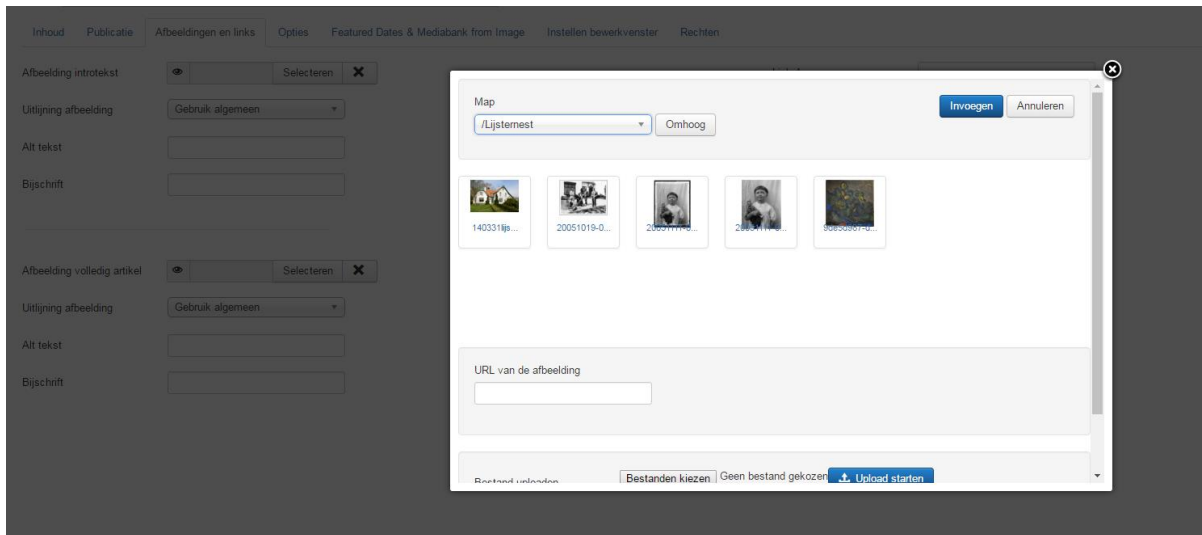 Inhoud Publicatie Afbeeldingen en links Opties Featured Dates & Mediabank from Image Instellen bewerkvenster Rechten
Afbeelding introtekst Selecteren
Uitlijning afbeelding Gebruik algemeen
Alt tekst
Bijschrift
Afbeelding volledig artikel Selecteren
Uitlijning afbeelding Gebruik algemeen
Alt tekst
Bijschrift
Map
/Lijsternest Omhoog
Invoegen Annuleren
140331lijs... 20051019-0...
URL van de afbeelding
Bestand uploaden Bestanden kiezen Geen bestand gekozen Upload starten